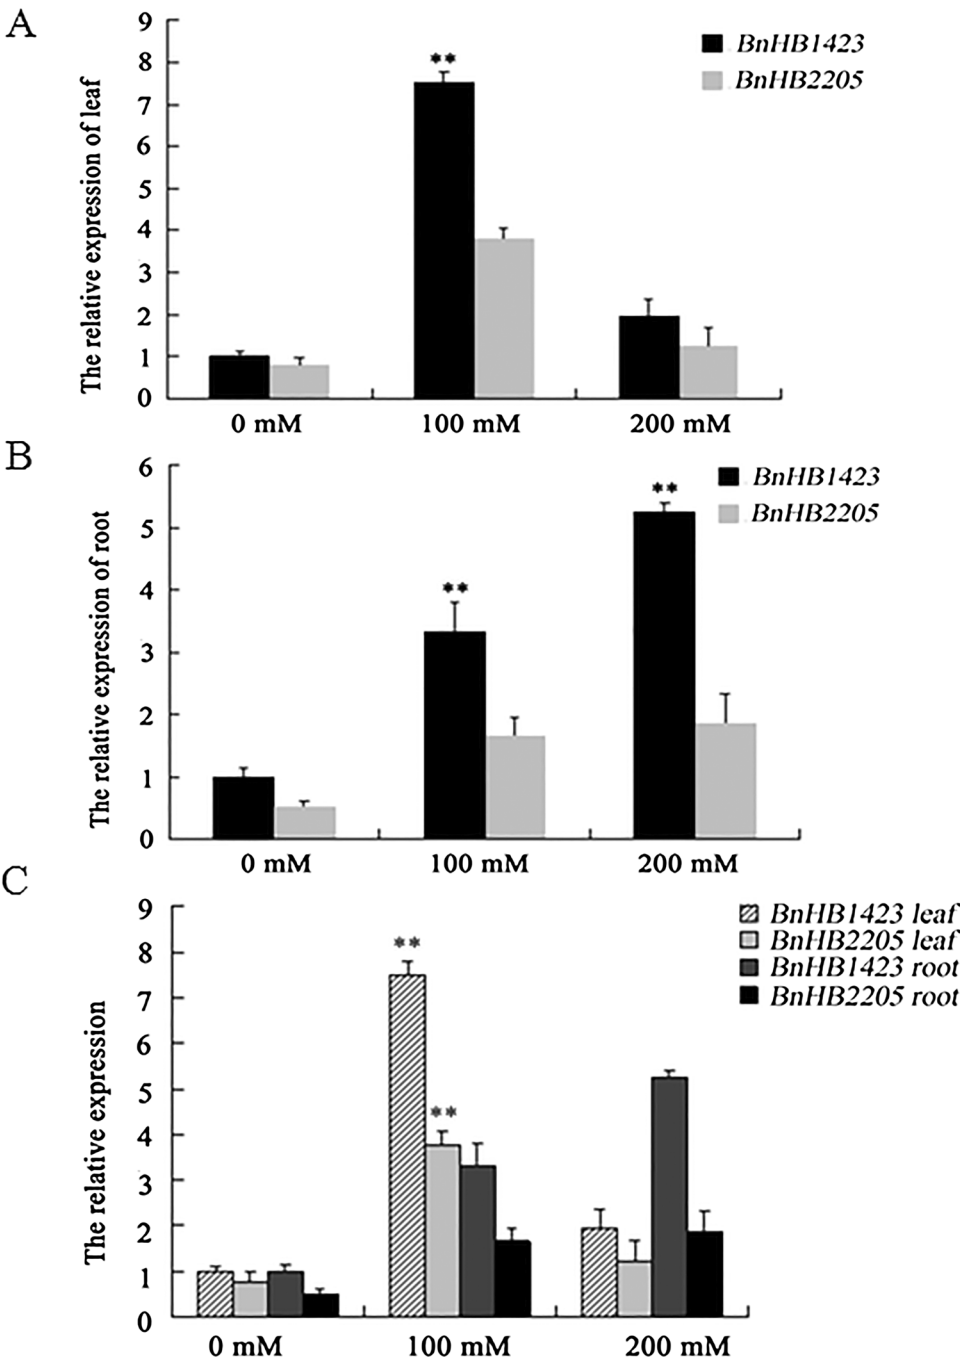 A
The relative expression of leaf
9
8
7
6
5
4
3
2
1
0
**
BnHB1423
BnHB2205
0 mM
100 mM
200 mM
B
The relative expression of root
6
5
4
3
2
1
0
**
**
BnHB1423
BnHB2205
0 mM
100 mM
200 mM
C
The relative expression
9
8
7
6
5
4
3
2
1
0
**
**
BnHB1423 leaf
BnHB2205 leaf
BnHB1423 root
BnHB2205 root
0 mM
100 mM
200 mM